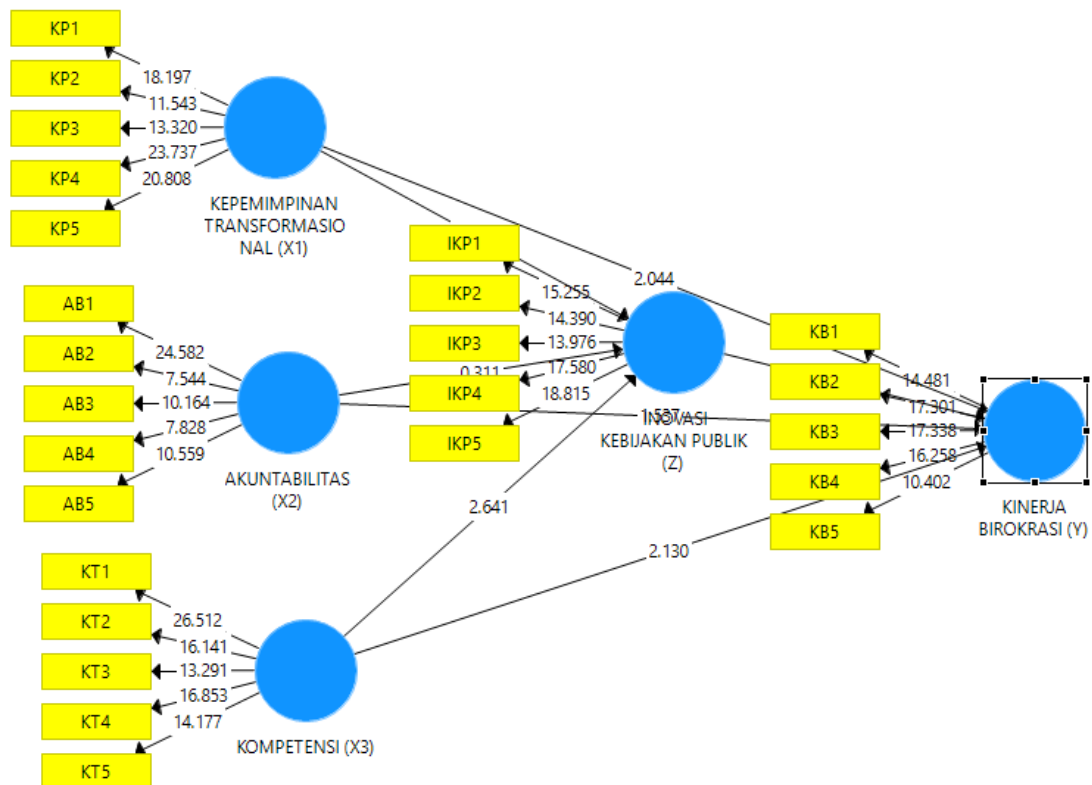 KP1
18.197
KP2
11.543
KP3
13.320
KP4
23.737
KP5
20.808
KEPEMIMPINAN
TRANSFORMASIO
NAL (X1)
AB1
24.582
AB2
7.544
AB3
10.164
AB4
7.828
AB5
10.559
AKUNTABILITAS
(X2)
KT1
26.512
KT2
16.141
KT3
13.291
KT4
16.853
KT5
14.177
KOMPETENSI (X3)
IKP1
15.255
IKP2
14.390
IKP3
13.976
IKP4
17.580
IKP5
18.815
0.311
2.641
INOVASI
KEBIJAKAN PUBLIK
(Z)
2.044
2.130
KB1
14.481
KB2
17.301
KB3
17.338
KB4
16.258
KB5
10.402
KINERJA
BIROKRASI (Y)